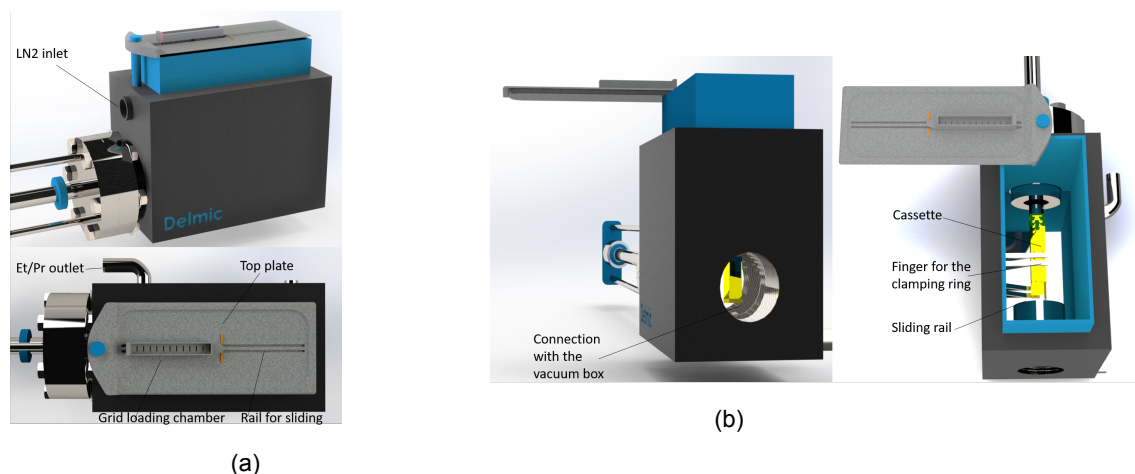 LN2 inlet
Delmic
Et/Pr outlet
Top plate
Grid loading chamber
Rail for sliding
(a)
Delmic
Connection
with the
vacuum box
Cassette
Finger for the
clamping ring
Sliding rail
(b)